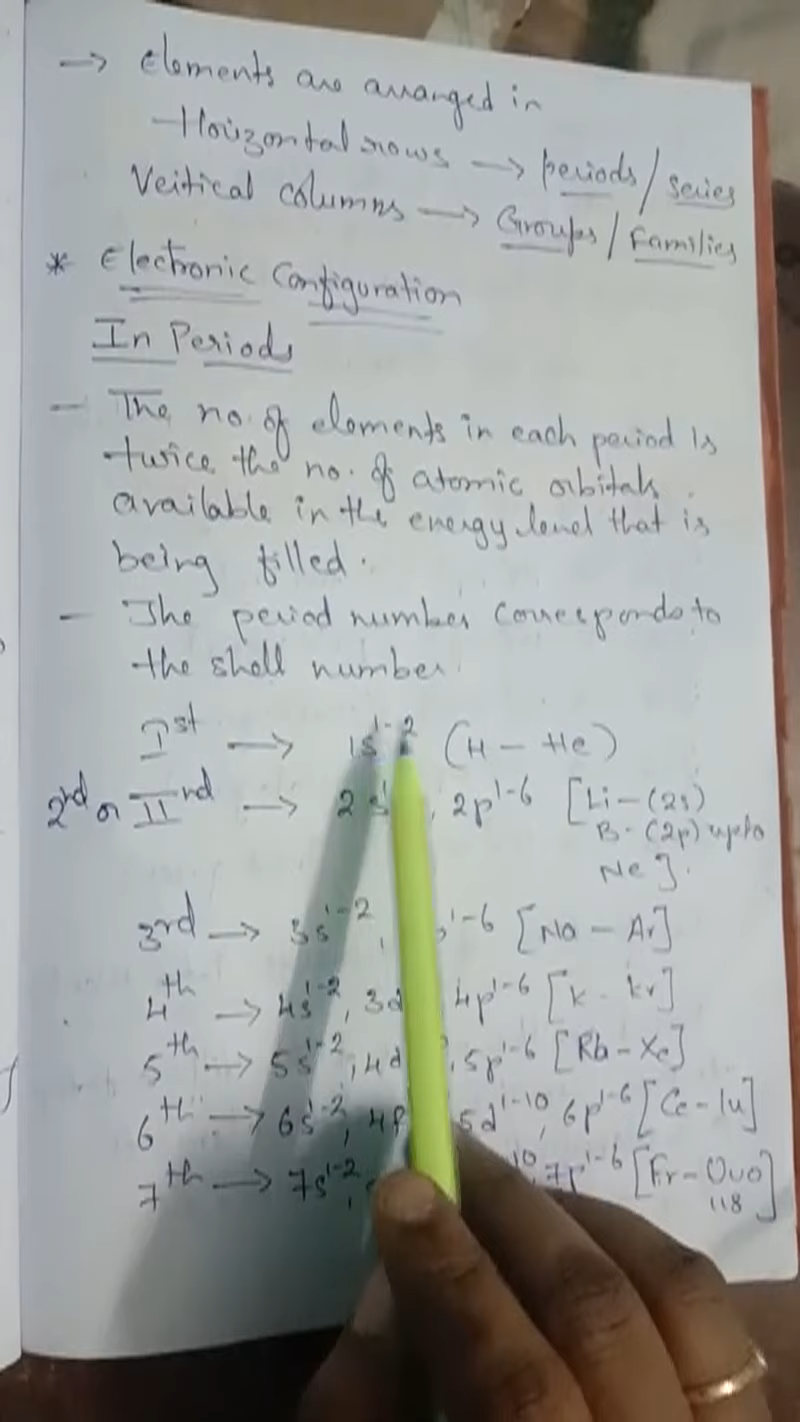 → Elements are arranged in
Horizontal rows → periods/series
Veitical columns → Groups/Families
* Electronic Configuration
In Periods
- The no. of elements in each period is
twice the no. of atomic orbitals
available in the energy level that is
being filled.
- The period number corresponds to
the shell number.
Ist → 1s¹⁻² (H - He)
2nd or IInd → 2s , 2p¹⁻⁶ [Li - (2s)
B - (2p) upto
Ne].
3rd → 3s¹⁻², ¹⁻⁶ [Na - Ar]
4th → 4s¹⁻², 3d 4p¹⁻⁶ [K - Kr]
5th → 5s¹⁻², 4d , 5p¹⁻⁶ [Rb - Xe]
6th → 6s¹⁻², 4f 5d¹⁻¹⁰, 6p¹⁻⁶ [Ce - lu]
7th → 7s¹⁻², ¹⁰, 7p¹⁻⁶ [Fr - Ouo]
118